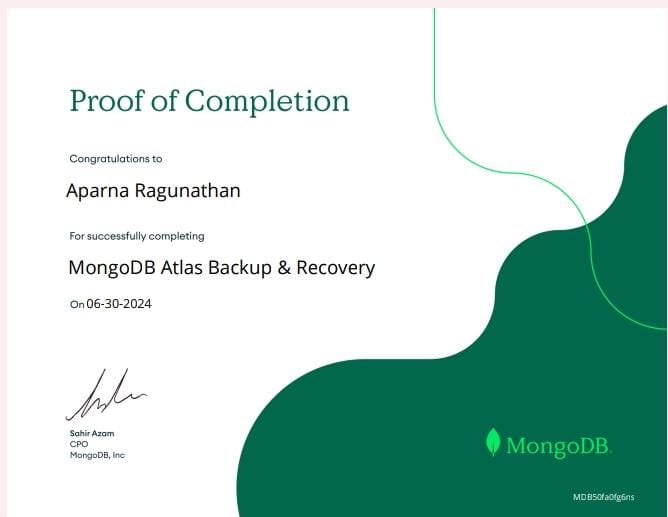 Proof of Completion
Congratulations to
Aparna Ragunathan
For successfully completing
MongoDB Atlas Backup & Recovery
On 06-30-2024
Sahir Azam
CPO
MongoDB, Inc
MongoDB.
MDB50fa0fg6ns